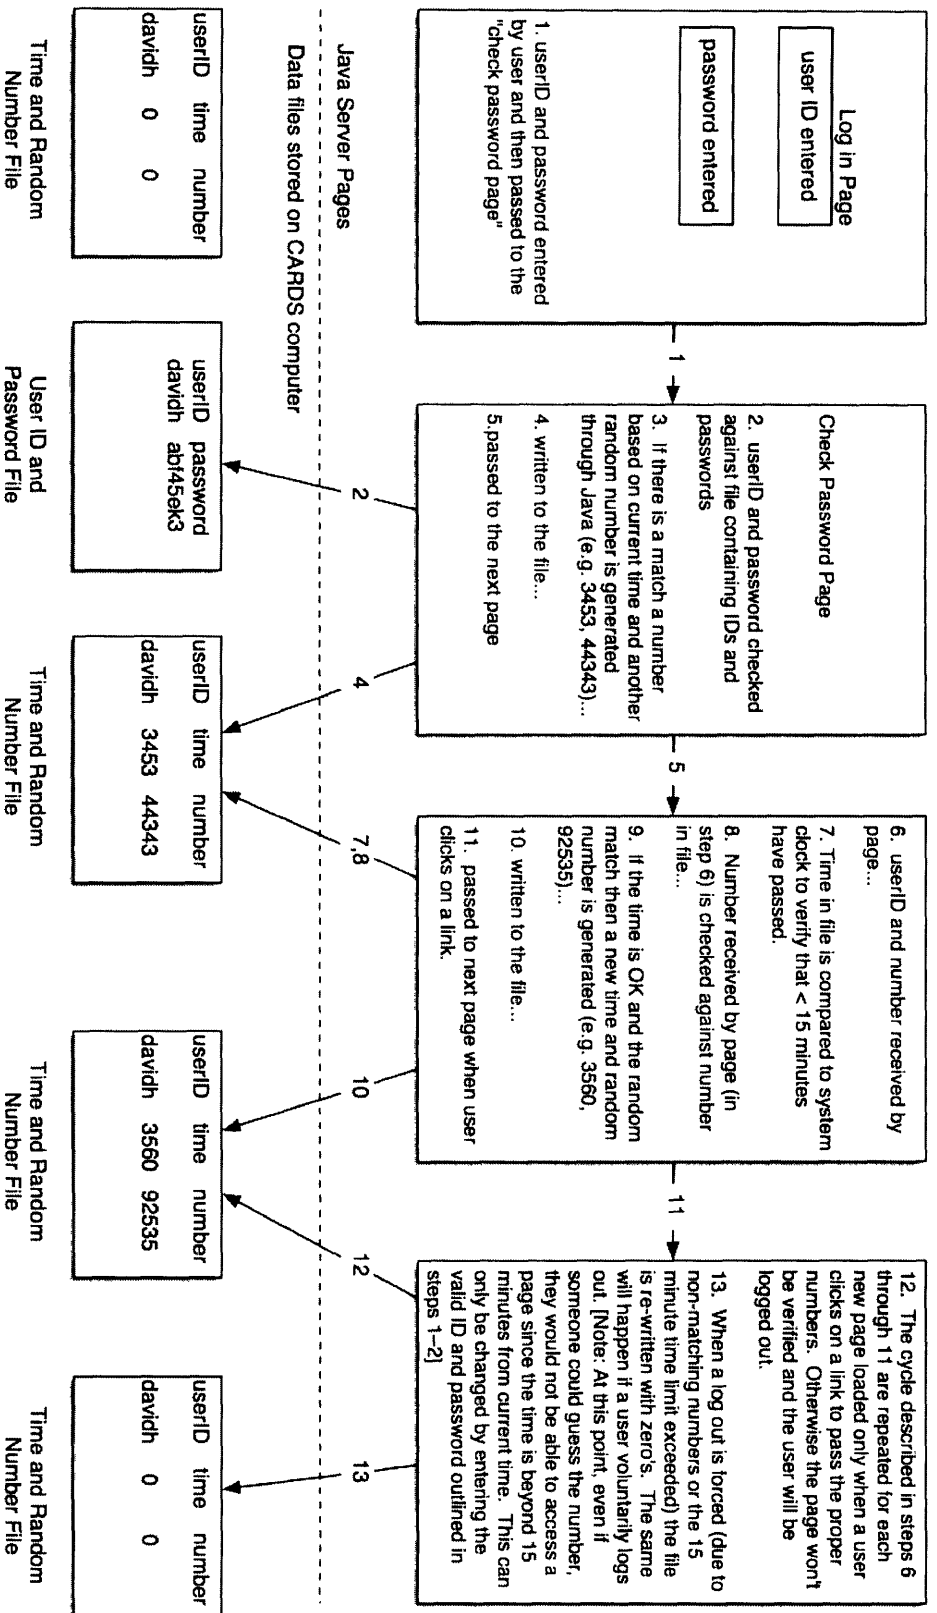 Log in Page
user ID entered
password entered
1. userID and password entered
by user and then passed to the
"check password page"
1
Check Password Page
2. userID and password checked
against file containing IDs and
passwords
3. If there is a match a number
based on current time and another
random number is generated
through Java (e.g. 3453, 44343)...
4. written to the file...
5.passed to the next page
5
6. userID and number received by
page...
7. Time in file is compared to system
clock to verify that < 15 minutes
have passed.
8. Number received by page (in
step 6) is checked against number
in file...
9. If the time is OK and the random
match then a new time and random
number is generated (e.g. 3560,
92535)...
10. written to the file...
11. passed to next page when user
clicks on a link.
11
12. The cycle described in steps 6
through 11 are repeated for each
new page loaded only when a user
clicks on a link to pass the proper
numbers. Otherwise the page won't
be verified and the user will be
logged out.
13. When a log out is forced (due to
non-matching numbers or the 15
minute time limit exceeded) the file
is re-written with zero's. The same
will happen if a user voluntarily logs
out. [Note: At this point, even if
someone could guess the number,
they would not be able to access a
page since the time is beyond 15
minutes from current time. This can
only be changed by entering the
valid ID and password outlined in
steps 1–2]
2
4
7,8
10
12
13
Java Server Pages
Data files stored on CARDS computer
userID time number
davidh 0 0
Time and Random
Number File
userID password
davidh abf45ek3
User ID and
Password File
userID time number
davidh 3453 44343
Time and Random
Number File
userID time number
davidh 3560 92535
Time and Random
Number File
userID time number
davidh 0 0
Time and Random
Number File